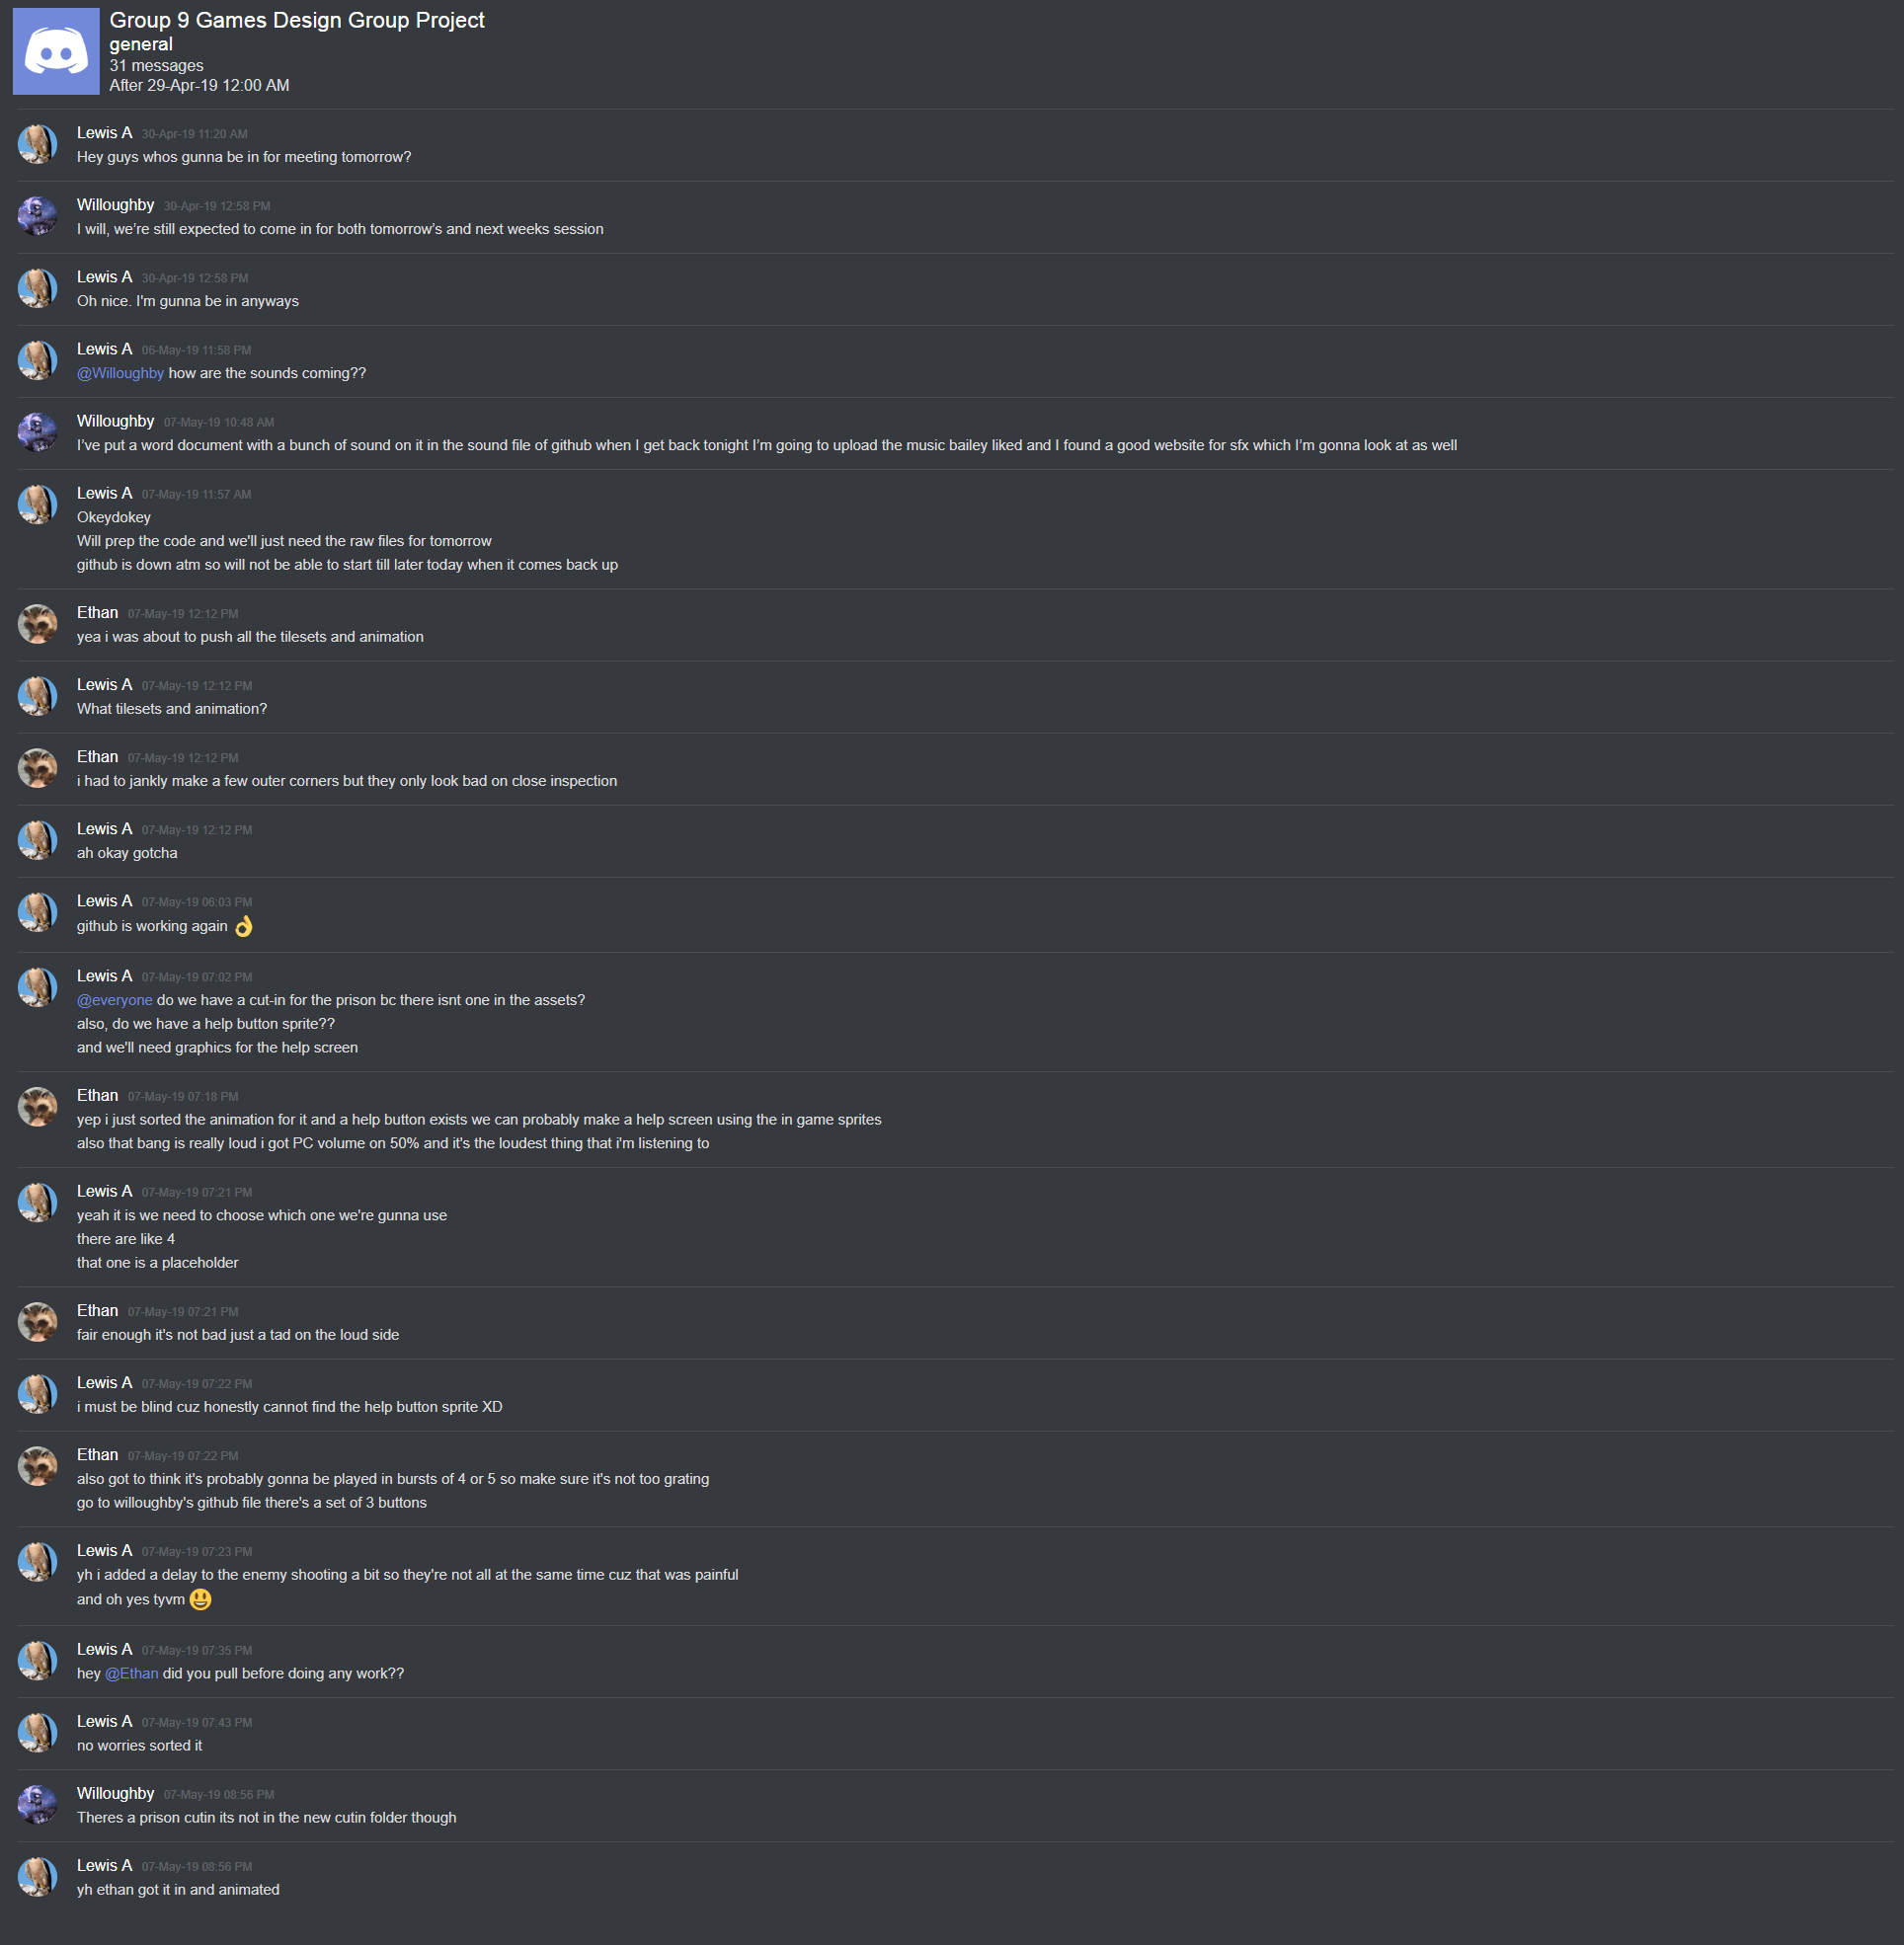 Group 9 Games Design Group Project
general
31 messages
After 29-Apr-19 12:00 AM
Lewis A 30-Apr-19 11:20 AM
Hey guys whos gunna be in for meeting tomorrow?
Willoughby 30-Apr-19 12:58 PM
I will, we’re still expected to come in for both tomorrow’s and next weeks session
Lewis A 30-Apr-19 12:58 PM
Oh nice. I'm gunna be in anyways
Lewis A 06-May-19 11:58 PM
@Willoughby how are the sounds coming??
Willoughby 07-May-19 10:48 AM
I’ve put a word document with a bunch of sound on it in the sound file of github when I get back tonight I’m going to upload the music bailey liked and I found a good website for sfx which I’m gonna look at as well
Lewis A 07-May-19 11:57 AM
Okeydokey
Will prep the code and we'll just need the raw files for tomorrow
github is down atm so will not be able to start till later today when it comes back up
Ethan 07-May-19 12:12 PM
yea i was about to push all the tilesets and animation
Lewis A 07-May-19 12:12 PM
What tilesets and animation?
Ethan 07-May-19 12:12 PM
i had to jankly make a few outer corners but they only look bad on close inspection
Lewis A 07-May-19 12:12 PM
ah okay gotcha
Lewis A 07-May-19 06:03 PM
github is working again 👌
Lewis A 07-May-19 07:02 PM
@everyone do we have a cut-in for the prison bc there isnt one in the assets?
also, do we have a help button sprite??
and we'll need graphics for the help screen
Ethan 07-May-19 07:18 PM
yep i just sorted the animation for it and a help button exists we can probably make a help screen using the in game sprites
also that bang is really loud i got PC volume on 50% and it's the loudest thing that i'm listening to
Lewis A 07-May-19 07:21 PM
yeah it is we need to choose which one we're gunna use
there are like 4
that one is a placeholder
Ethan 07-May-19 07:21 PM
fair enough it's not bad just a tad on the loud side
Lewis A 07-May-19 07:22 PM
i must be blind cuz honestly cannot find the help button sprite XD
Ethan 07-May-19 07:22 PM
also got to think it's probably gonna be played in bursts of 4 or 5 so make sure it's not too grating
go to willoughby's github file there's a set of 3 buttons
Lewis A 07-May-19 07:23 PM
yh i added a delay to the enemy shooting a bit so they're not all at the same time cuz that was painful
and oh yes tyvm 😃
Lewis A 07-May-19 07:35 PM
hey @Ethan did you pull before doing any work??
Lewis A 07-May-19 07:43 PM
no worries sorted it
Willoughby 07-May-19 08:56 PM
Theres a prison cutin its not in the new cutin folder though
Lewis A 07-May-19 08:56 PM
yh ethan got it in and animated